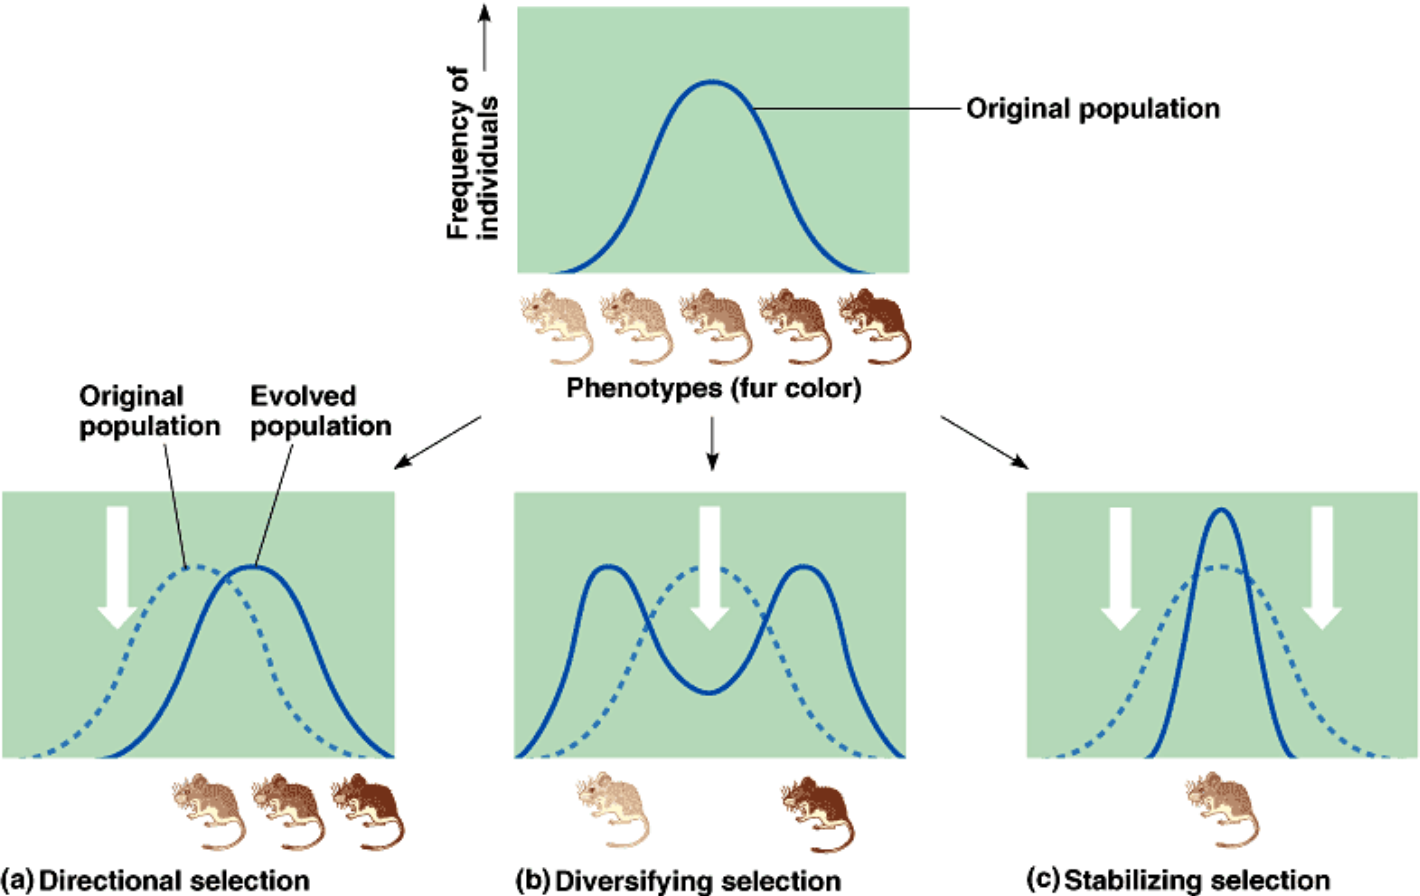 Frequency of
individuals
Original population
Phenotypes (fur color)
Original
population
Evolved
population
(a) Directional selection
(b) Diversifying selection
(c) Stabilizing selection